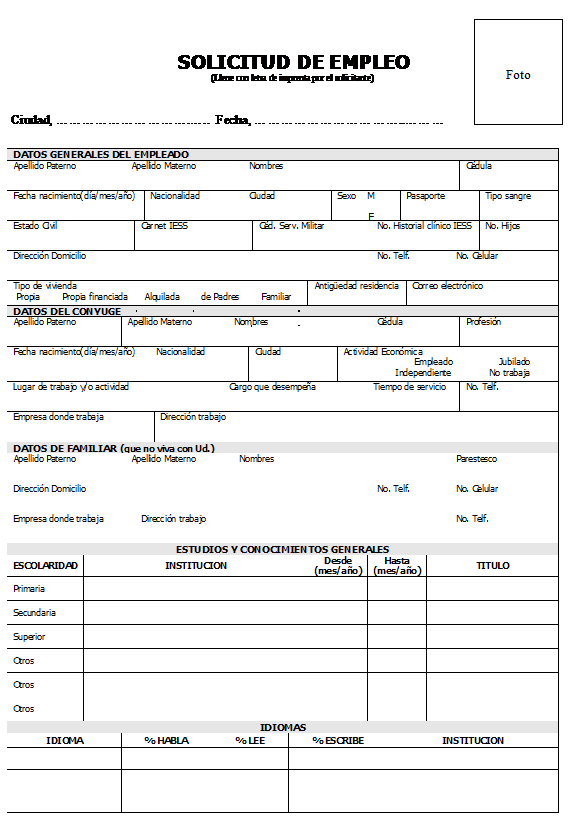 Foto
SOLICITUD DE EMPLEO
(Llene con letra de imprenta por el solicitante)
Ciudad, Fecha,
DATOS GENERALES DEL EMPLEADO
Apellido Paterno Apellido Materno Nombres Cédula
Fecha nacimiento(día/mes/año) Nacionalidad Ciudad Sexo M Pasaporte Tipo sangre
F
Estado Civil Carnet IESS Céd. Serv. Militar No. Historial clínico IESS No. Hijos
Dirección Domicilio No. Telf. No. Celular
Tipo de vivienda Antigüedad residencia Correo electrónico
Propia Propia financiada Alquilada de Padres Familiar
DATOS DEL CONYUGE
Apellido Paterno Apellido Materno Nombres Cédula Profesión
Fecha nacimiento(día/mes/año) Nacionalidad Ciudad Actividad Económica
Empleado Jubilado
Independiente No trabaja
Lugar de trabajo y/o actividad Cargo que desempeña Tiempo de servicio No. Telf.
Empresa donde trabaja Dirección trabajo
DATOS DE FAMILIAR (que no viva con Ud.)
Apellido Paterno Apellido Materno Nombres Parestesco
Dirección Domicilio No. Telf. No. Celular
Empresa donde trabaja Dirección trabajo No. Telf.
ESTUDIOS Y CONOCIMIENTOS GENERALES
ESCOLARIDAD INSTITUCION Desde (mes/año) Hasta (mes/año) TITULO
Primaria
Secundaria
Superior
Otros
Otros
Otros
IDIOMAS
IDIOMA % HABLA % LEE % ESCRIBE INSTITUCION